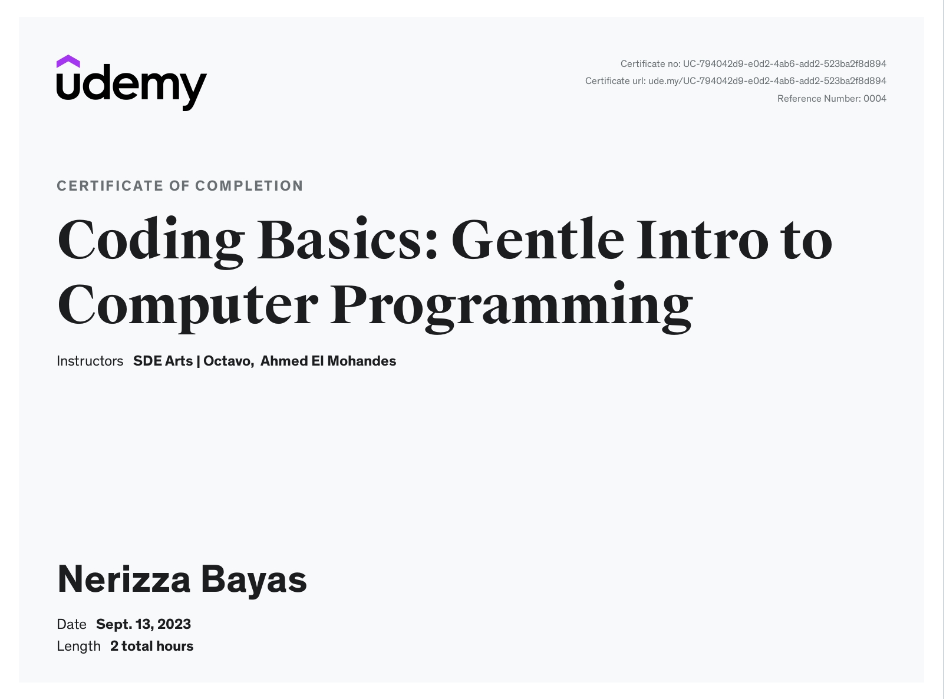 udemy
Certificate no: UC-794042d9-e0d2-4ab6-add2-523ba2f8d894
Certificate url: ude.my/UC-794042d9-e0d2-4ab6-add2-523ba2f8d894
Reference Number: 0004
CERTIFICATE OF COMPLETION
Coding Basics: Gentle Intro to
Computer Programming
Instructors SDE Arts | Octavo, Ahmed El Mohandes
Nerizza Bayas
Date Sept. 13, 2023
Length 2 total hours